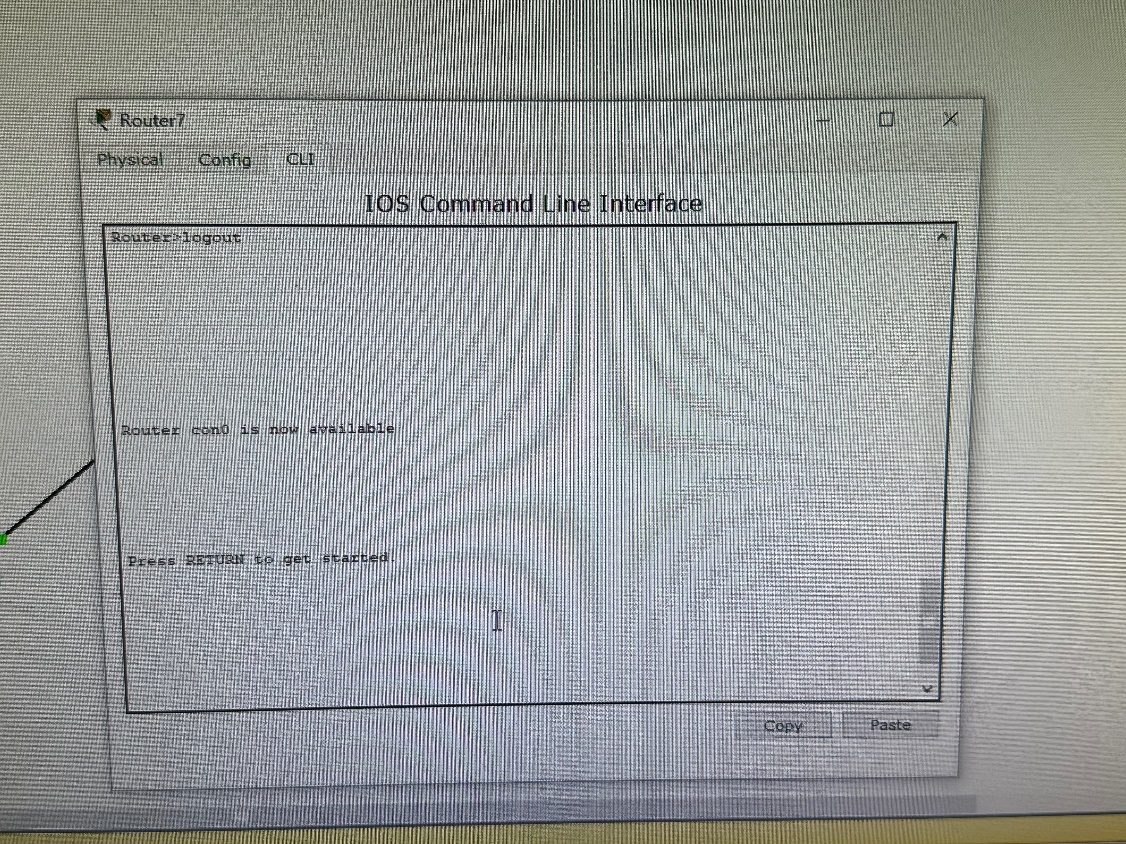 Router7
Physical Config CLI
IOS Command Line Interface
Router>logout
Router con0 is now available
Press RETURN to get started.
Copy Paste